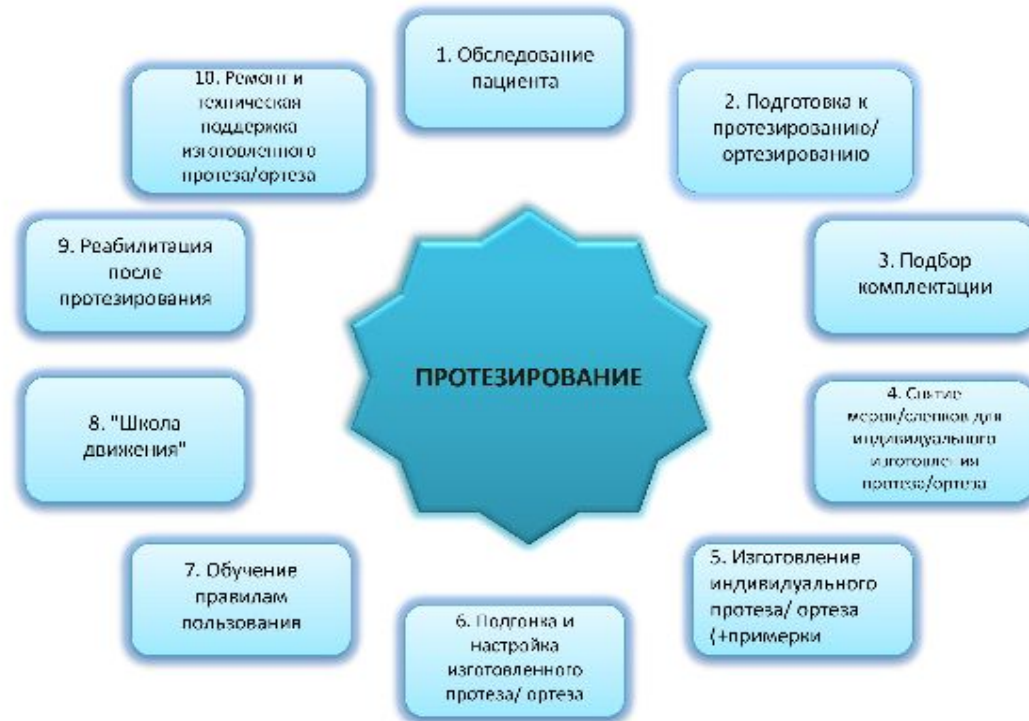 1. Обследование
пациента
2. Подготовка к
протезированию/
ортезированию
3. Подбор
комплектации
4. Снятие
мерок/слепков для
индивидуального
изготовления
протеза/ортеза
5. Изготовление
индивидуального
протеза/ ортеза
(+примерки
6. Подгонка и
настройка
изготовленного
протеза/ ортеза
7. Обучение
правилам
пользования
8. "Школа
движения"
9. Реабилитация
после
протезирования
10. Ремонт и
техническая
поддержка
изготовленного
протеза/ортеза
ПРОТЕЗИРОВАНИЕ